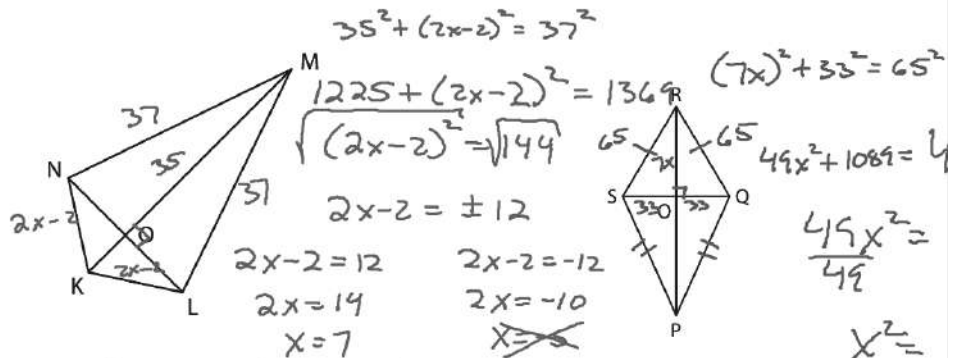 35² + (2x-2)² = 37²
1225 + (2x-2)² = 1369
√(2x-2)² = √144
2x-2 = ±12
2x-2 = 12
2x = 14
x = 7
2x-2 = -12
2x = -10
M
37
35
37
N
2x-2
O
2x-2
K
L
(7x)² + 33² = 65²
49x² + 1089 =
49x² =
49
x² =
R
65
65
7x
S
33
O
33
Q
P